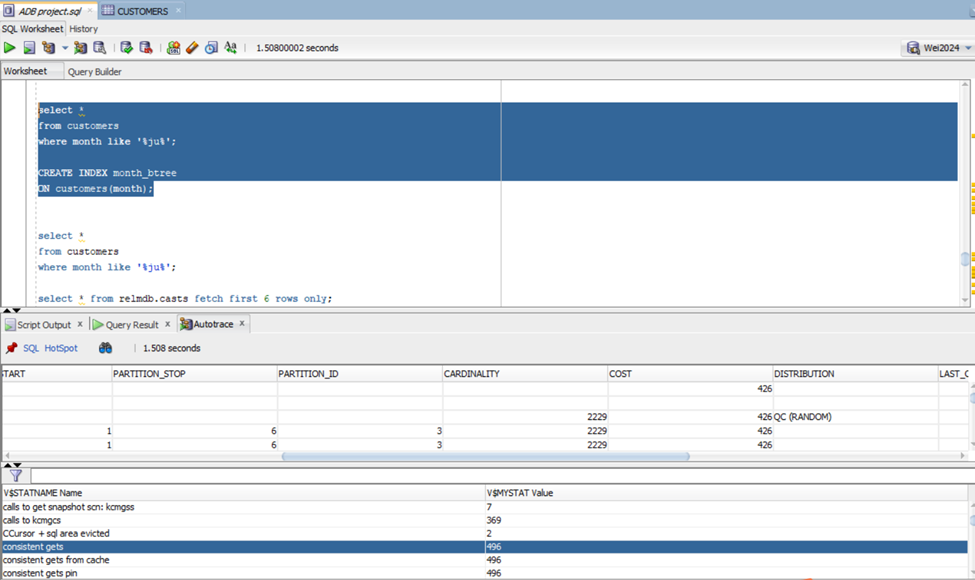 ADB project.sql × CUSTOMERS ×
SQL Worksheet History
1.50800002 seconds
Wei2024
Worksheet Query Builder
select *
from customers
where month like '%ju%';
CREATE INDEX month_btree
ON customers(month);
select *
from customers
where month like '%ju%';
select * from relmdb.casts fetch first 6 rows only;
Script Output × Query Result × Autotrace ×
SQL HotSpot 1.508 seconds
TART PARTITION_STOP PARTITION_ID CARDINALITY COST DISTRIBUTION LAST_C
426
2229 426 QC (RANDOM)
1 6 3 2229 426
1 6 3 2229 426
V$STATNAME Name V$MYSTAT Value
calls to get snapshot scn: kcmgss 7
calls to kcmgcs 369
CCursor + sql area evicted 2
consistent gets 496
consistent gets from cache 496
consistent gets pin 496